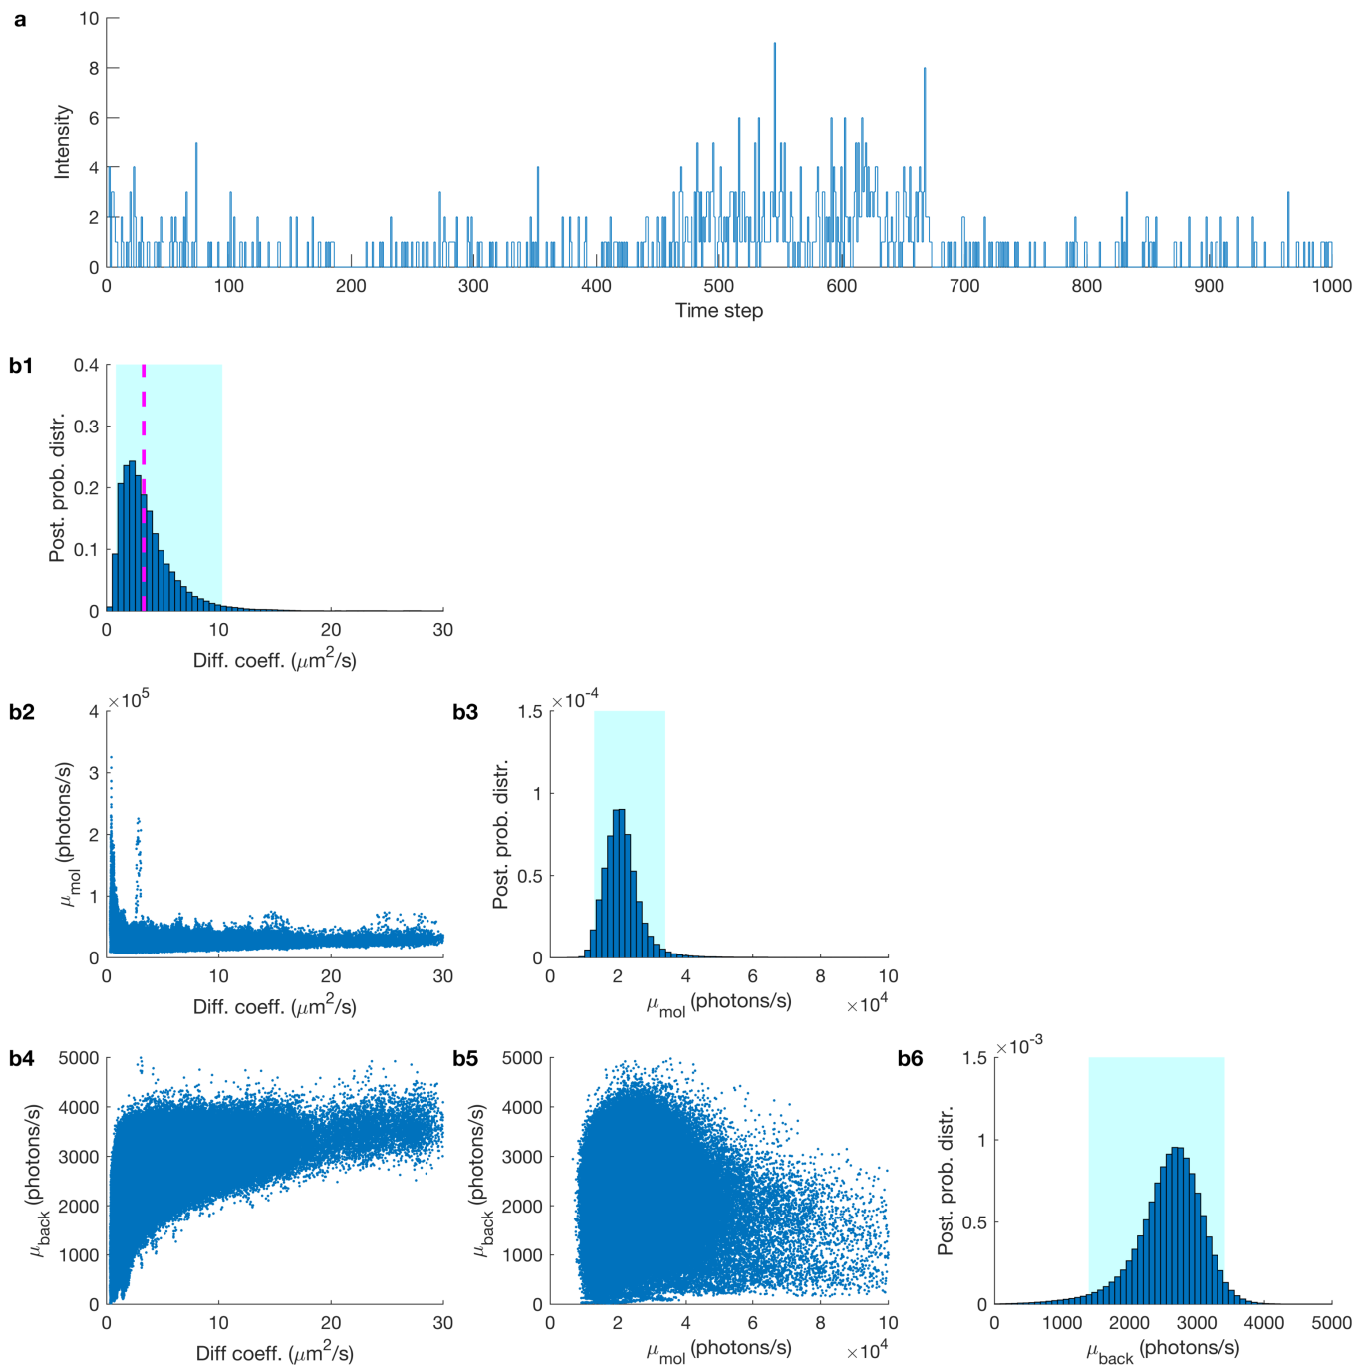 a
10
8
6
4
2
0
Intensity
0 100 200 300 400 500 600 700 800 900 1000
Time step
b1
0.4
0.3
0.2
0.1
0
Post. prob. distr.
0 10 20 30
Diff. coeff. (μm²/s)
b2
×10⁵
4
3
2
1
0
μ_mol (photons/s)
0 10 20 30
Diff. coeff. (μm²/s)
b3
×10⁻⁴
1.5
1
0.5
0
Post. prob. distr.
0 2 4 6 8 10
μ_mol (photons/s)
×10⁴
b4
5000
4000
3000
2000
1000
0
μ_back (photons/s)
0 10 20 30
Diff coeff. (μm²/s)
b5
5000
4000
3000
2000
1000
0
μ_back (photons/s)
0 2 4 6 8 10
μ_mol (photons/s)
×10⁴
b6
×10⁻³
1.5
1
0.5
0
Post. prob. distr.
0 1000 2000 3000 4000 5000
μ_back (photons/s)